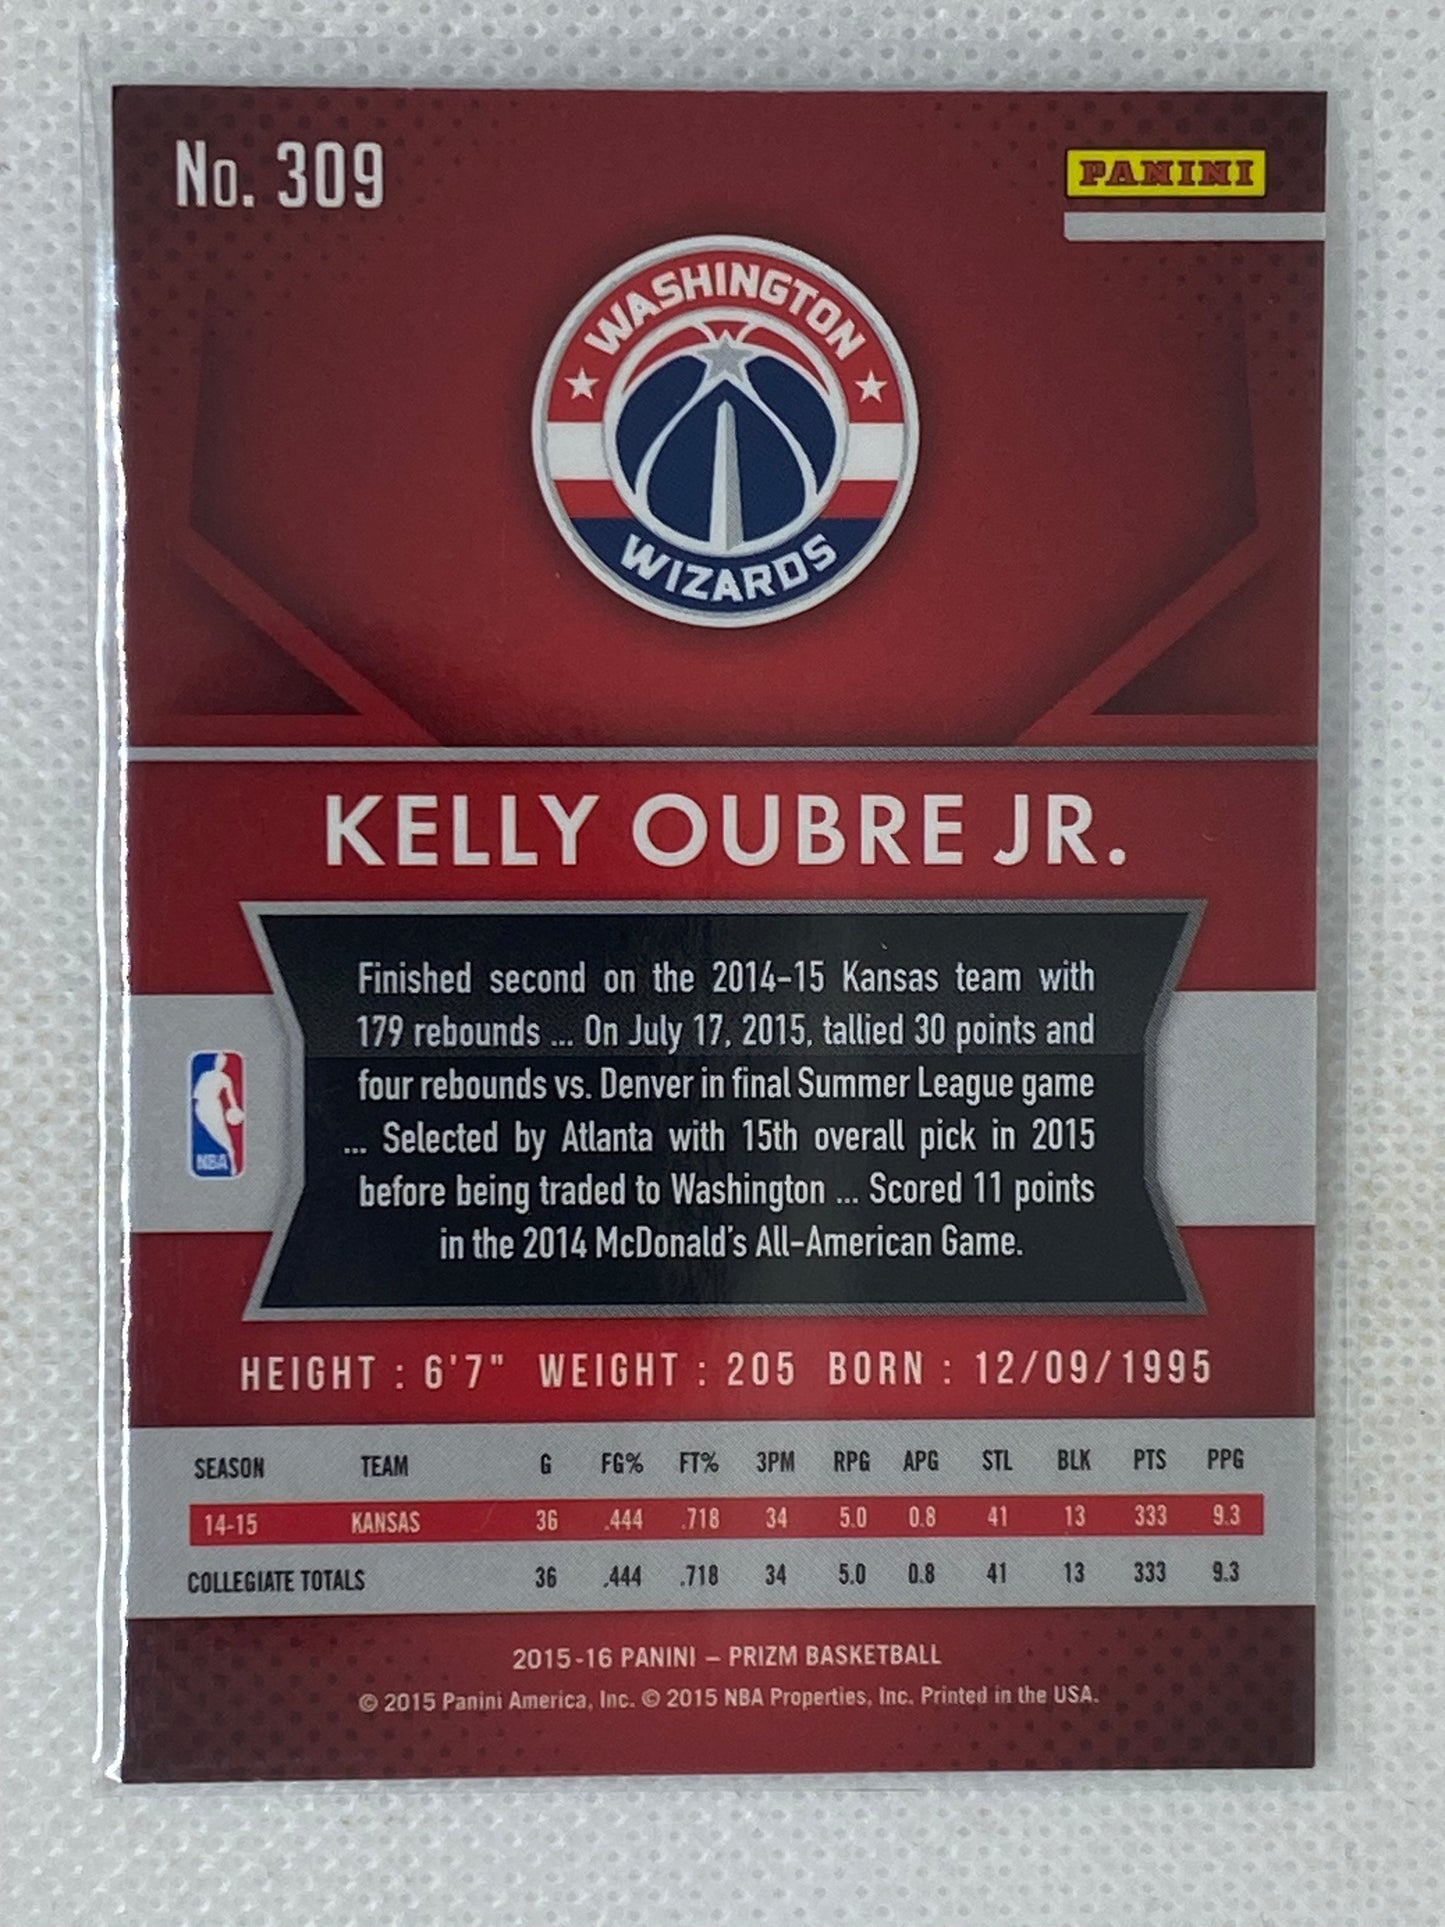 No. 309
PANINI
WASHINGTON
WIZARDS
KELLY OUBRE JR.
Finished second on the 2014-15 Kansas team with
179 rebounds ... On July 17, 2015, tallied 30 points and
four rebounds vs. Denver in final Summer League game
... Selected by Atlanta with 15th overall pick in 2015
before being traded to Washington ... Scored 11 points
in the 2014 McDonald's All-American Game.
NBA
HEIGHT : 6'7" WEIGHT : 205 BORN : 12/09/1995
SEASON TEAM G FG% FT% 3PM RPG APG STL BLK PTS PPG
14-15 KANSAS 36 .444 .718 34 5.0 0.8 41 13 333 9.3
COLLEGIATE TOTALS 36 .444 .718 34 5.0 0.8 41 13 333 9.3
2015-16 PANINI – PRIZM BASKETBALL
© 2015 Panini America, Inc. © 2015 NBA Properties, Inc. Printed in the USA.